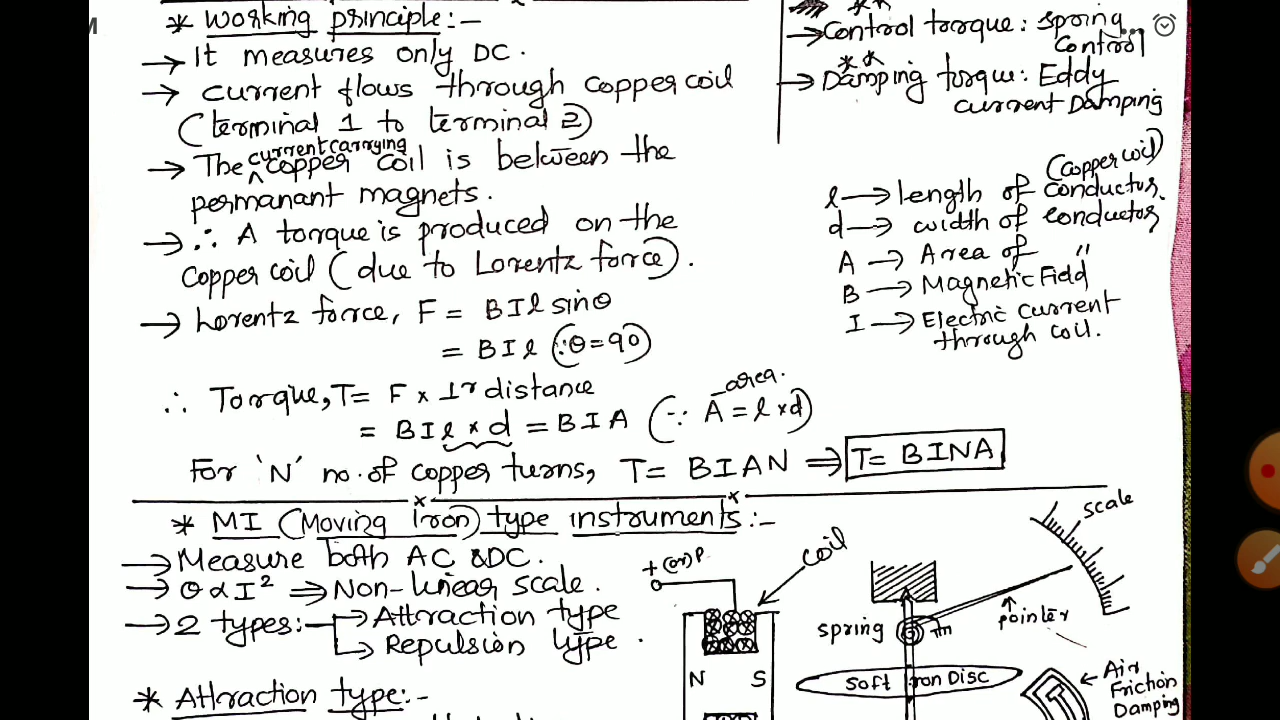 * Working principle:-
→ It measures only DC.
→ current flows through copper coil
(terminal 1 to terminal 2)
→ The current carrying copper coil is between the
permanant magnets.
→ ∴ A torque is produced on the
copper coil (due to Lorentz force).
→ Lorentz force, F = BIl sinθ
= BIl (∵θ=90)
∴ Torque, T = F × ⊥r distance
= BIl × d = BIA (∵ A = l×d)
area.
For 'N' no. of copper turns, T = BIAN ⇒ T = BINA
→ Control torque: spring
control
**
→ Damping torque: Eddy
current Damping
(copper coil)
l → length of conductor.
d → width of conductor.
A → Area of "
B → Magnetic Field
I → Electric current
through coil.
* MI (Moving Iron) type instruments:-
→ Measure both AC & DC.
→ θ ∝ I² ⇒ Non-linear scale.
→ 2 types:- → Attraction type
→ Repulsion type.
* Attraction type:-
+ (or) P
coil
N S
scale
pointer
spring
Soft Iron Disc
Air
Friction
Damping